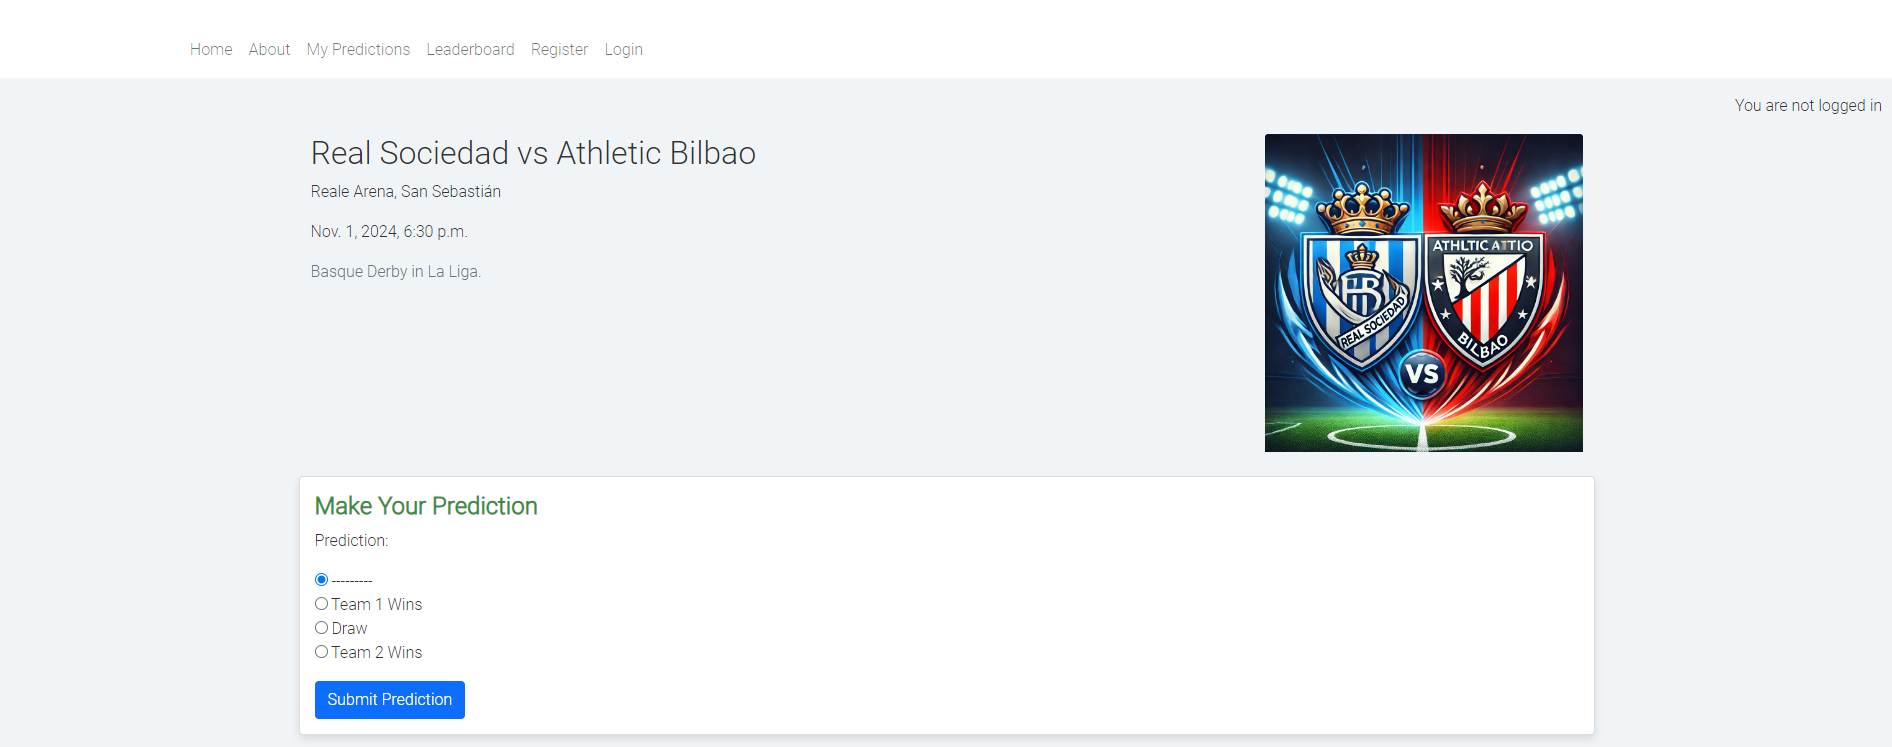 Home About My Predictions Leaderboard Register Login
You are not logged in
Real Sociedad vs Athletic Bilbao
Reale Arena, San Sebastián
Nov. 1, 2024, 6:30 p.m.
Basque Derby in La Liga.
ATHLTIC
REAL SOCIEDAD
BILBAO
VS
Make Your Prediction
Prediction:
---------
Team 1 Wins
Draw
Team 2 Wins
Submit Prediction